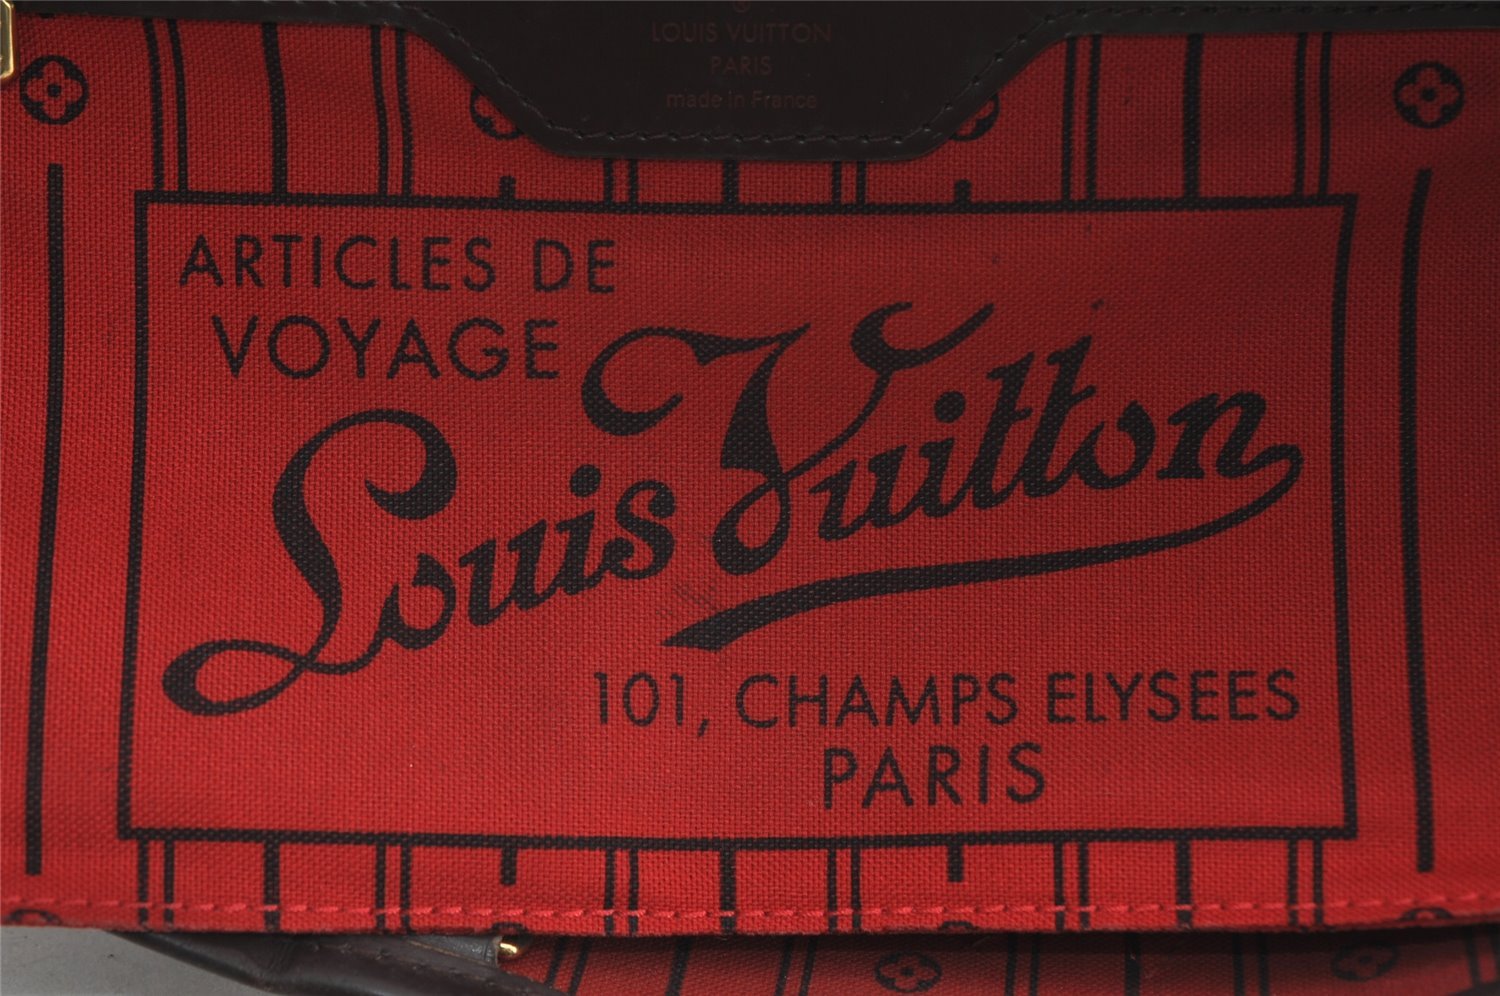 LOUIS VUITTON
PARIS
made in France
ARTICLES DE
VOYAGE
Louis Vuitton
101, CHAMPS ELYSEES
PARIS